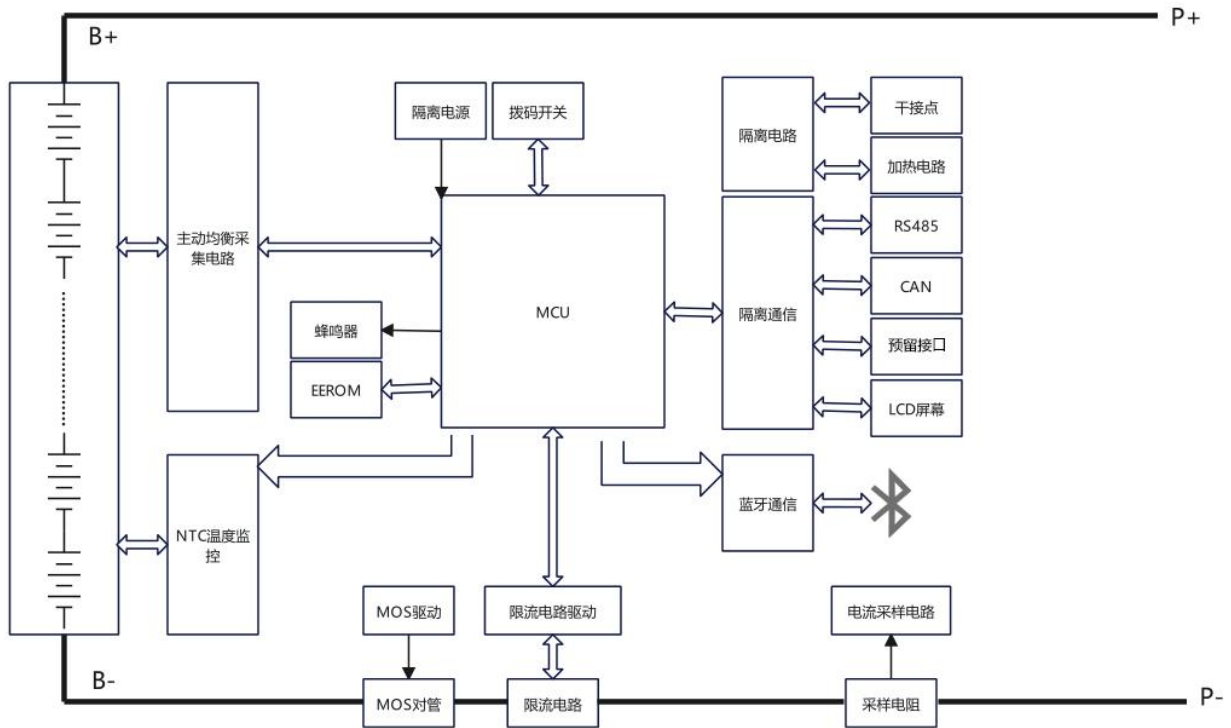 P+
B+
隔离电源
拨码开关
隔离电路
干接点
加热电路
主动均衡采
集电路
MCU
隔离通信
RS485
CAN
蜂鸣器
预留接口
EEROM
LCD屏幕
NTC温度监
控
蓝牙通信
MOS驱动
限流电路驱动
电流采样电路
B-
MOS对管
限流电路
采样电阻
P-